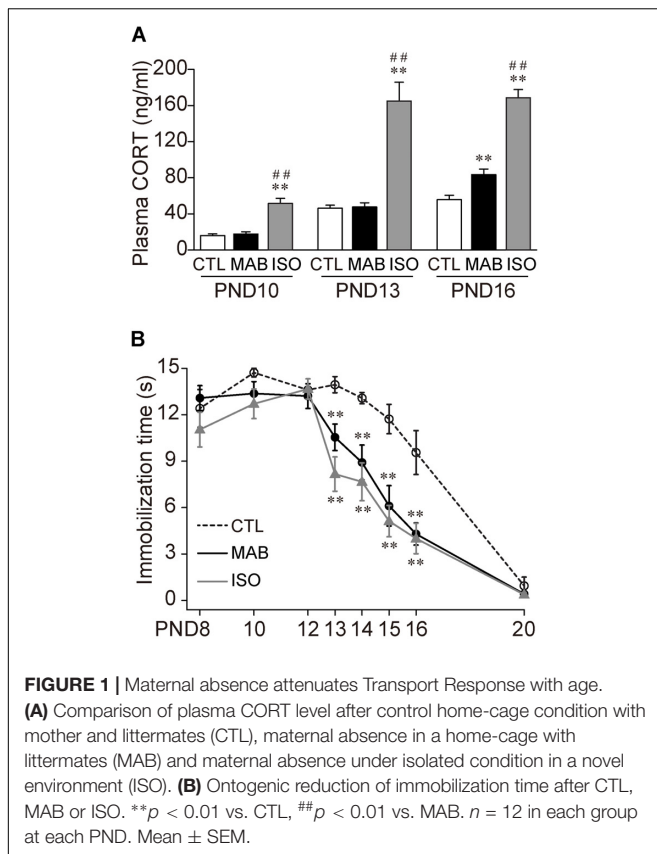 A
Plasma CORT (ng/ml)
200
160
120
80
40
0
##
**
##
**
**
##
**
CTL MAB ISO CTL MAB ISO CTL MAB ISO
PND10 PND13 PND16
B
Immobilization time (s)
15
12
9
6
3
0
**
**
**
**
**
**
**
**
CTL
MAB
ISO
PND8 10 12 13 14 15 16 20
FIGURE 1 | Maternal absence attenuates Transport Response with age.
(A) Comparison of plasma CORT level after control home-cage condition with
mother and littermates (CTL), maternal absence in a home-cage with
littermates (MAB) and maternal absence under isolated condition in a novel
environment (ISO). (B) Ontogenic reduction of immobilization time after CTL,
MAB or ISO. **p < 0.01 vs. CTL, ##p < 0.01 vs. MAB. n = 12 in each group
at each PND. Mean ± SEM.